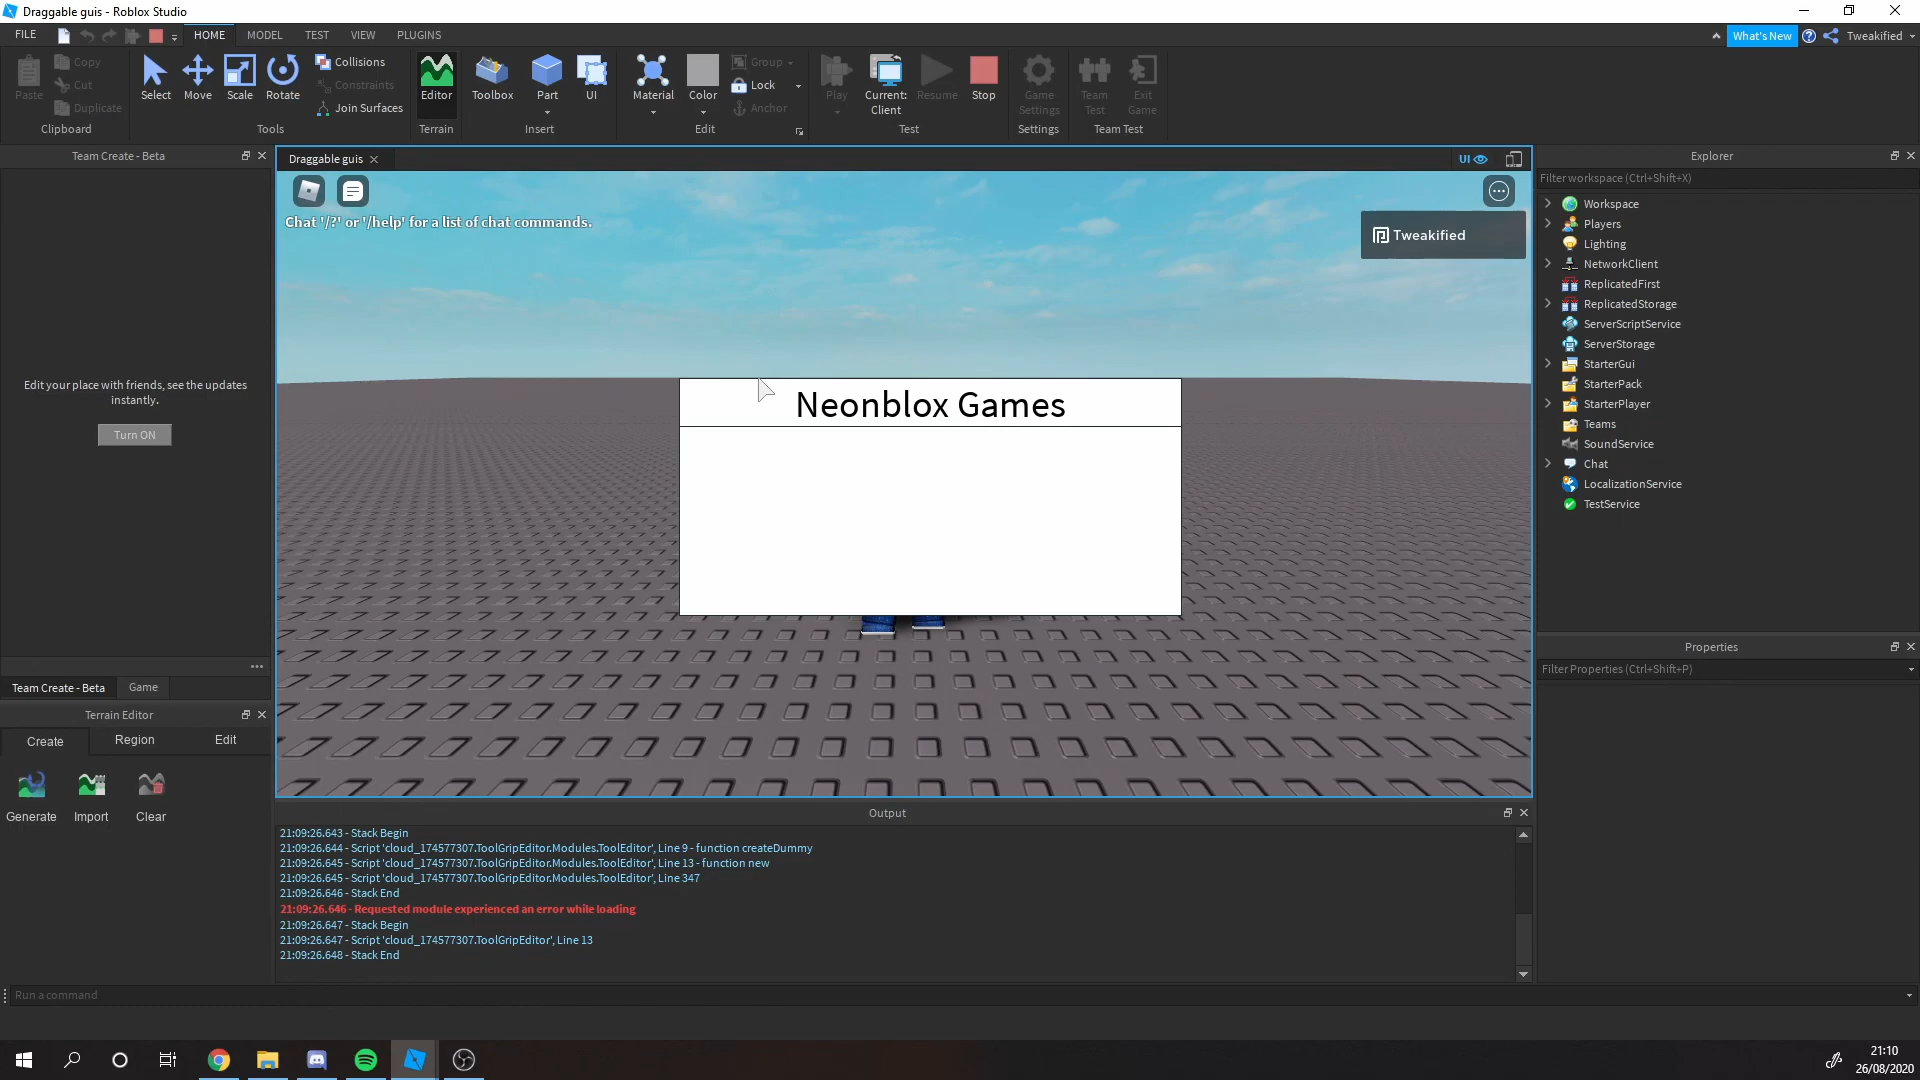 Draggable guis - Roblox Studio
FILE HOME MODEL TEST VIEW PLUGINS What's New Tweakified
Paste Copy Cut Duplicate Clipboard
Select Move Scale Rotate Collisions Constraints Join Surfaces Tools
Editor Terrain
Toolbox Part UI Insert
Material Color Group Lock Anchor Edit
Play Current: Client Resume Stop Test
Game Settings Settings
Team Test Exit Game Team Test
Team Create - Beta
Edit your place with friends, see the updates
instantly.
Turn ON
Team Create - Beta Game
Terrain Editor
Create Region Edit
Generate Import Clear
Draggable guis
UI
Chat '/?' or '/help' for a list of chat commands.
Tweakified
Neonblox Games
Output
21:09:26.643 - Stack Begin
21:09:26.644 - Script 'cloud_174577307.ToolGripEditor.Modules.ToolEditor', Line 9 - function createDummy
21:09:26.645 - Script 'cloud_174577307.ToolGripEditor.Modules.ToolEditor', Line 13 - function new
21:09:26.645 - Script 'cloud_174577307.ToolGripEditor.Modules.ToolEditor', Line 347
21:09:26.646 - Stack End
21:09:26.646 - Requested module experienced an error while loading
21:09:26.647 - Stack Begin
21:09:26.647 - Script 'cloud_174577307.ToolGripEditor', Line 13
21:09:26.648 - Stack End
Run a command
Explorer
Filter workspace (Ctrl+Shift+X)
Workspace
Players
Lighting
NetworkClient
ReplicatedFirst
ReplicatedStorage
ServerScriptService
ServerStorage
StarterGui
StarterPack
StarterPlayer
Teams
SoundService
Chat
LocalizationService
TestService
Properties
Filter Properties (Ctrl+Shift+P)
21:10
26/08/2020